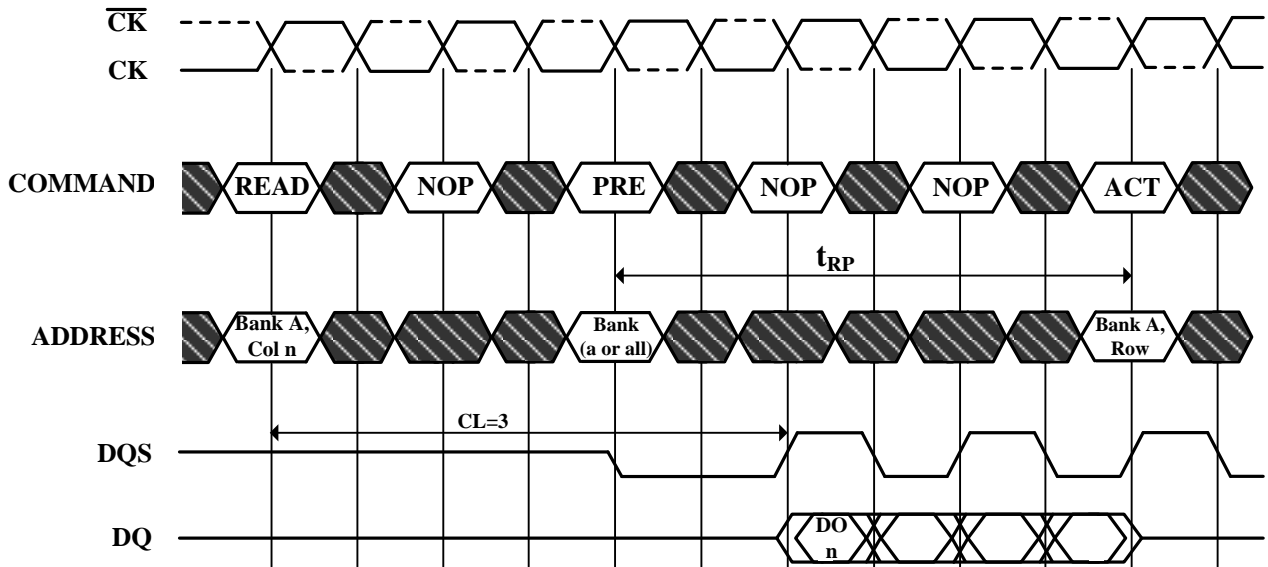 CK
CK
COMMAND READ NOP PRE NOP NOP ACT
tRP
ADDRESS Bank A, Col n Bank (a or all) Bank A, Row
CL=3
DQS
DQ DO n